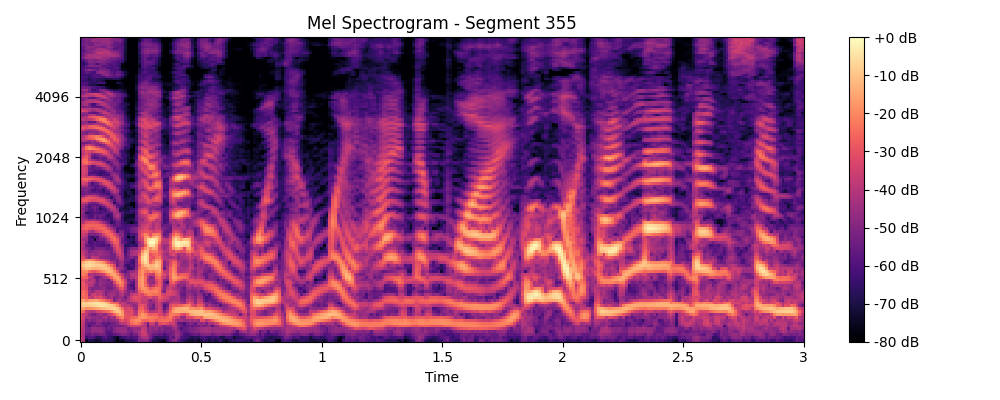 Mel Spectrogram - Segment 355
Frequency
4096
2048
1024
512
0
0
0.5
1
1.5
2
2.5
3
Time
+0 dB
-10 dB
-20 dB
-30 dB
-40 dB
-50 dB
-60 dB
-70 dB
-80 dB